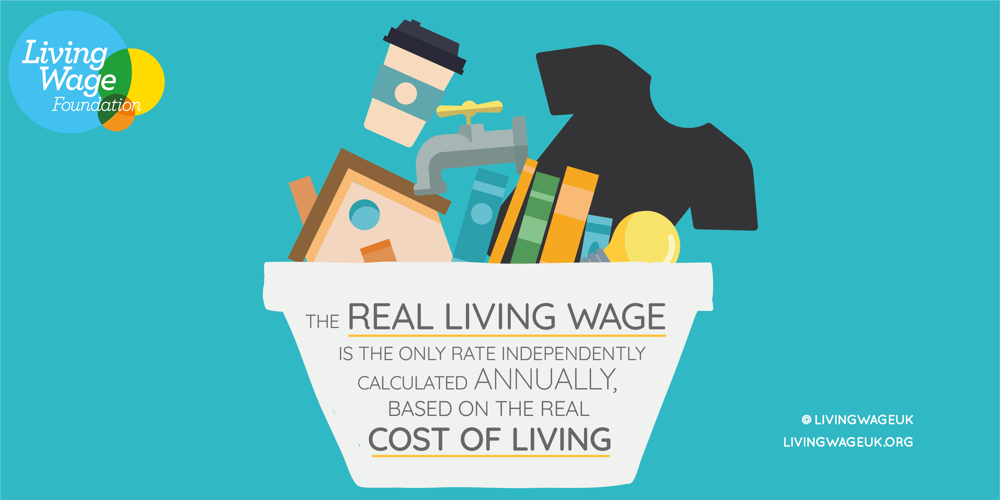 Living
Wage
Foundation
THE REAL LIVING WAGE
IS THE ONLY RATE INDEPENDENTLY
CALCULATED ANNUALLY,
BASED ON THE REAL
COST OF LIVING
@LIVINGWAGEUK
LIVINGWAGEUK.ORG